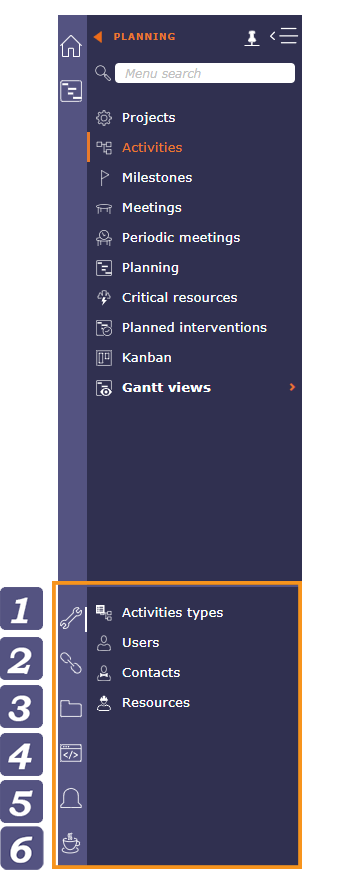 PLANNING
Menu search
Projects
Activities
Milestones
Meetings
Periodic meetings
Planning
Critical resources
Planned interventions
Kanban
Gantt views
1
Activities types
2
Users
Contacts
3
Resources
4
</>
5
6